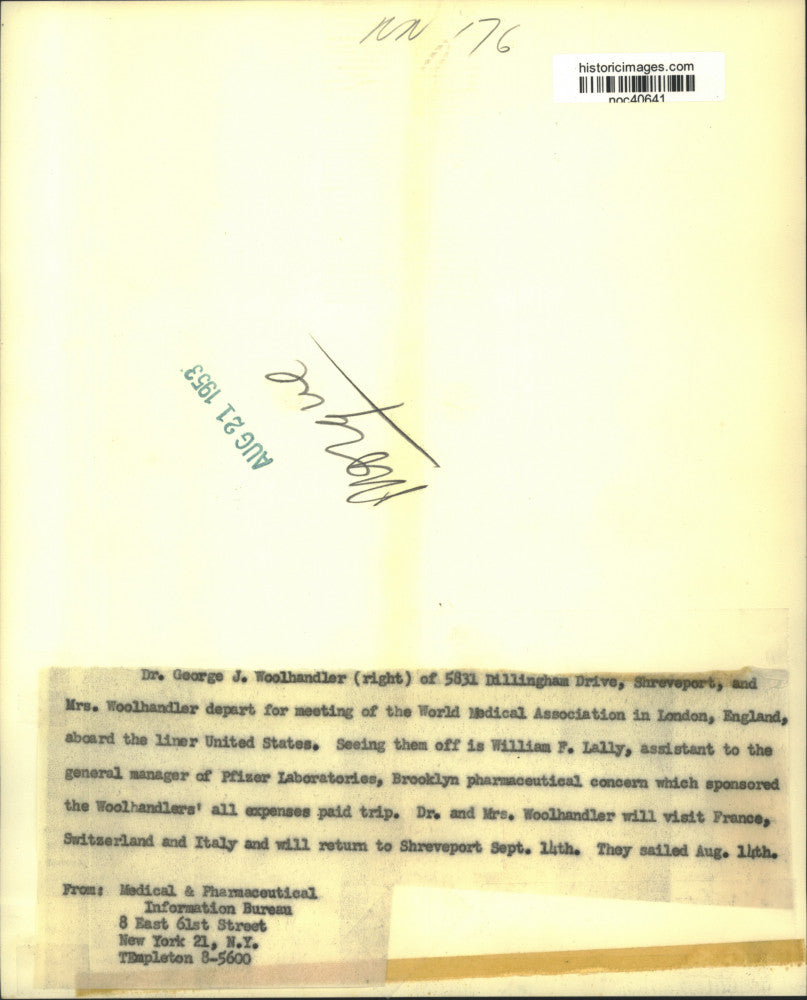 NN '76
historicimages.com
noc40641
AUG 21 1953
Morgue
Dr. George J. Woolhandler (right) of 5831 Dillingham Drive, Shreveport, and
Mrs. Woolhandler depart for meeting of the World Medical Association in London, England,
aboard the liner United States. Seeing them off is William F. Lally, assistant to the
general manager of Pfizer Laboratories, Brooklyn pharmaceutical concern which sponsored
the Woolhandlers' all expenses paid trip. Dr. and Mrs. Woolhandler will visit France,
Switzerland and Italy and will return to Shreveport Sept. 14th. They sailed Aug. 14th.
From: Medical & Pharmaceutical
Information Bureau
8 East 61st Street
New York 21, N.Y.
TEmpleton 8-5600